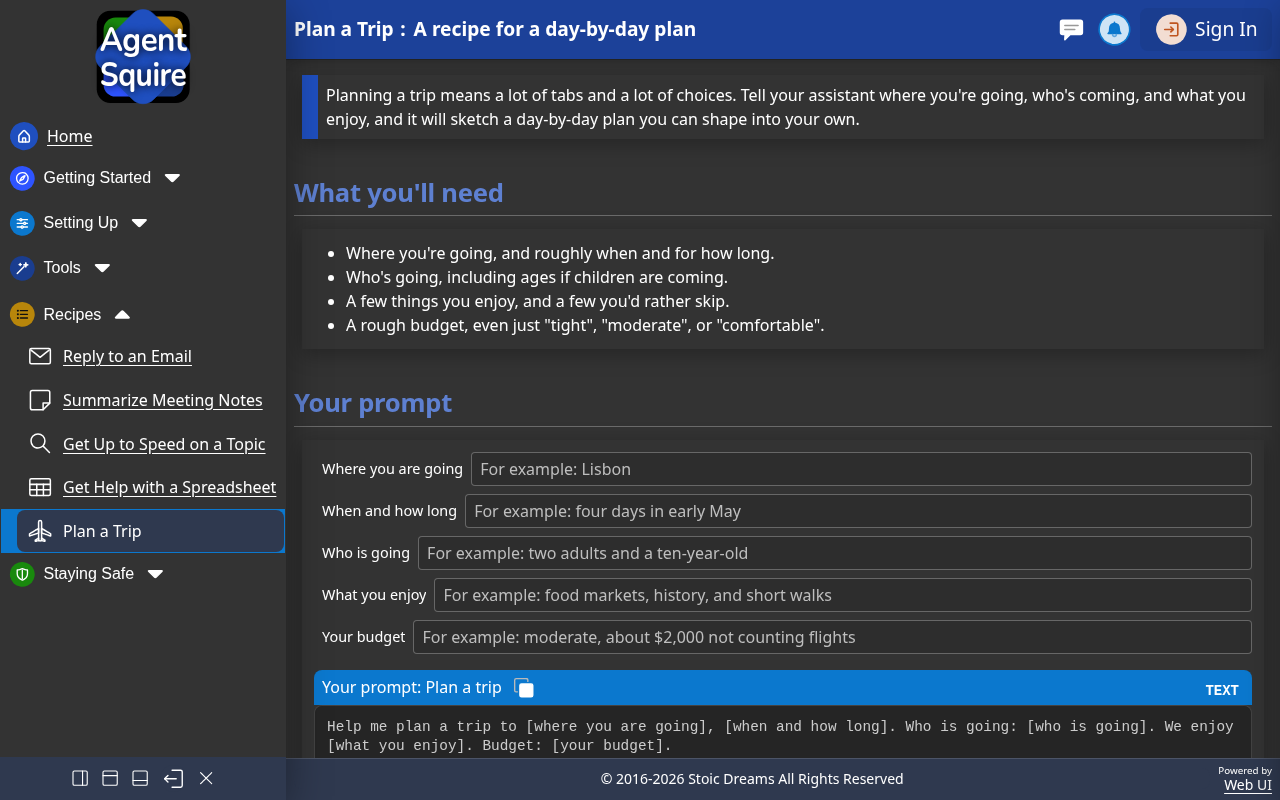 Agent
Squire
Home
Getting Started
Setting Up
Tools
Recipes
Reply to an Email
Summarize Meeting Notes
Get Up to Speed on a Topic
Get Help with a Spreadsheet
Plan a Trip
Staying Safe
Plan a Trip : A recipe for a day-by-day plan
Sign In
Planning a trip means a lot of tabs and a lot of choices. Tell your assistant where you're going, who's coming, and what you
enjoy, and it will sketch a day-by-day plan you can shape into your own.
What you'll need
• Where you're going, and roughly when and for how long.
• Who's going, including ages if children are coming.
• A few things you enjoy, and a few you'd rather skip.
• A rough budget, even just "tight", "moderate", or "comfortable".
Your prompt
Where you are going For example: Lisbon
When and how long For example: four days in early May
Who is going For example: two adults and a ten-year-old
What you enjoy For example: food markets, history, and short walks
Your budget For example: moderate, about $2,000 not counting flights
Your prompt: Plan a trip TEXT
Help me plan a trip to [where you are going], [when and how long]. Who is going: [who is going]. We enjoy
[what you enjoy]. Budget: [your budget].
© 2016-2026 Stoic Dreams All Rights Reserved
Powered by
Web UI